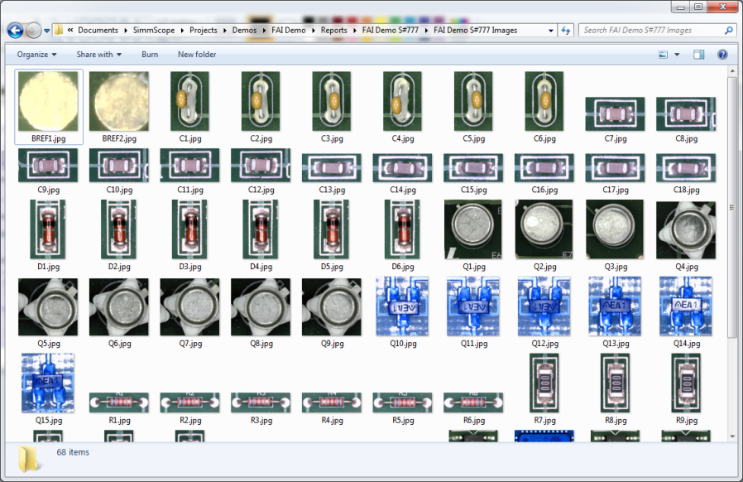 « Documents ▸ SimmScope ▸ Projects ▸ Demos ▸ FAI Demo ▸ Reports ▸ FAI Demo S#777 ▸ FAI Demo S#777 Images
Search FAI Demo S#777 Images
Organize Share with Burn New folder
BREF1.jpg BREF2.jpg C1.jpg C2.jpg C3.jpg C4.jpg C5.jpg C6.jpg C7.jpg C8.jpg
C9.jpg C10.jpg C11.jpg C12.jpg C13.jpg C14.jpg C15.jpg C16.jpg C17.jpg C18.jpg
D1.jpg D2.jpg D3.jpg D4.jpg D5.jpg D6.jpg Q1.jpg Q2.jpg Q3.jpg Q4.jpg
Q5.jpg Q6.jpg Q7.jpg Q8.jpg Q9.jpg Q10.jpg Q11.jpg Q12.jpg Q13.jpg Q14.jpg
Q15.jpg R1.jpg R2.jpg R3.jpg R4.jpg R5.jpg R6.jpg R7.jpg R8.jpg R9.jpg
68 items